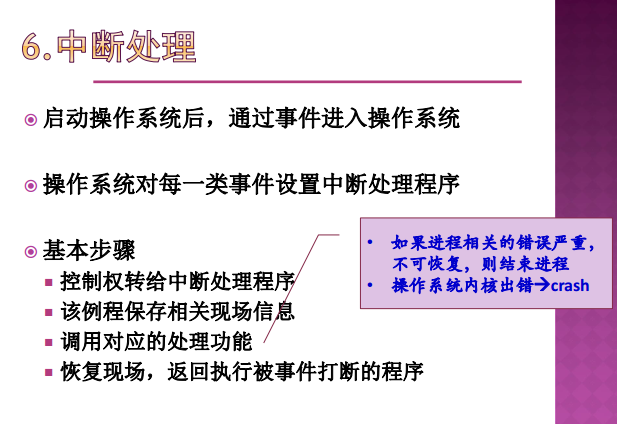 6.中断处理
启动操作系统后，通过事件进入操作系统
操作系统对每一类事件设置中断处理程序
基本步骤
控制权转给中断处理程序
该例程保存相关现场信息
调用对应的处理功能
恢复现场，返回执行被事件打断的程序
• 如果进程相关的错误严重，
不可恢复，则结束进程
• 操作系统内核出错→crash